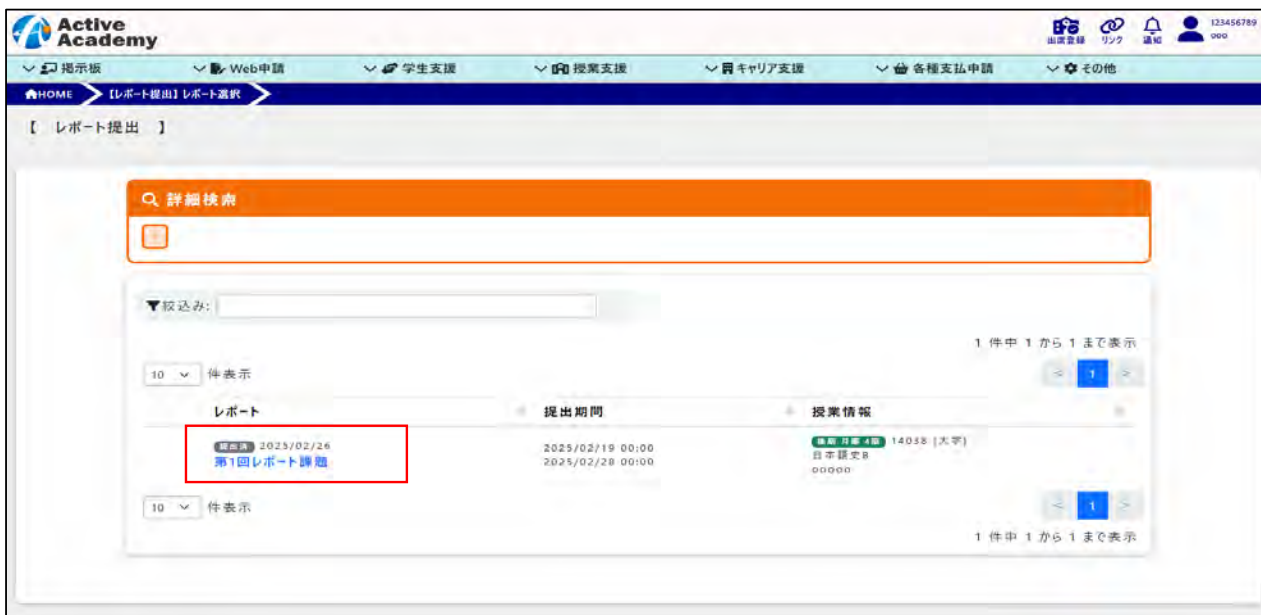 Active Academy
出席登録 リンク 通知 123456789 ooo
掲示板 Web申請 学生支援 授業支援 キャリア支援 各種支払申請 その他
HOME 【レポート提出】レポート選択
【 レポート提出 】
詳細検索
+
絞込み:
1 件中 1 から 1 まで表示
10 件表示
< 1 >
レポート 提出期間 授業情報
提出済 2025/02/26 2025/02/19 00:00 後期 月曜 4限 14038 [大学]
第1回レポート課題 2025/02/28 00:00 日本語史B
ooooo
10 件表示
< 1 >
1 件中 1 から 1 まで表示